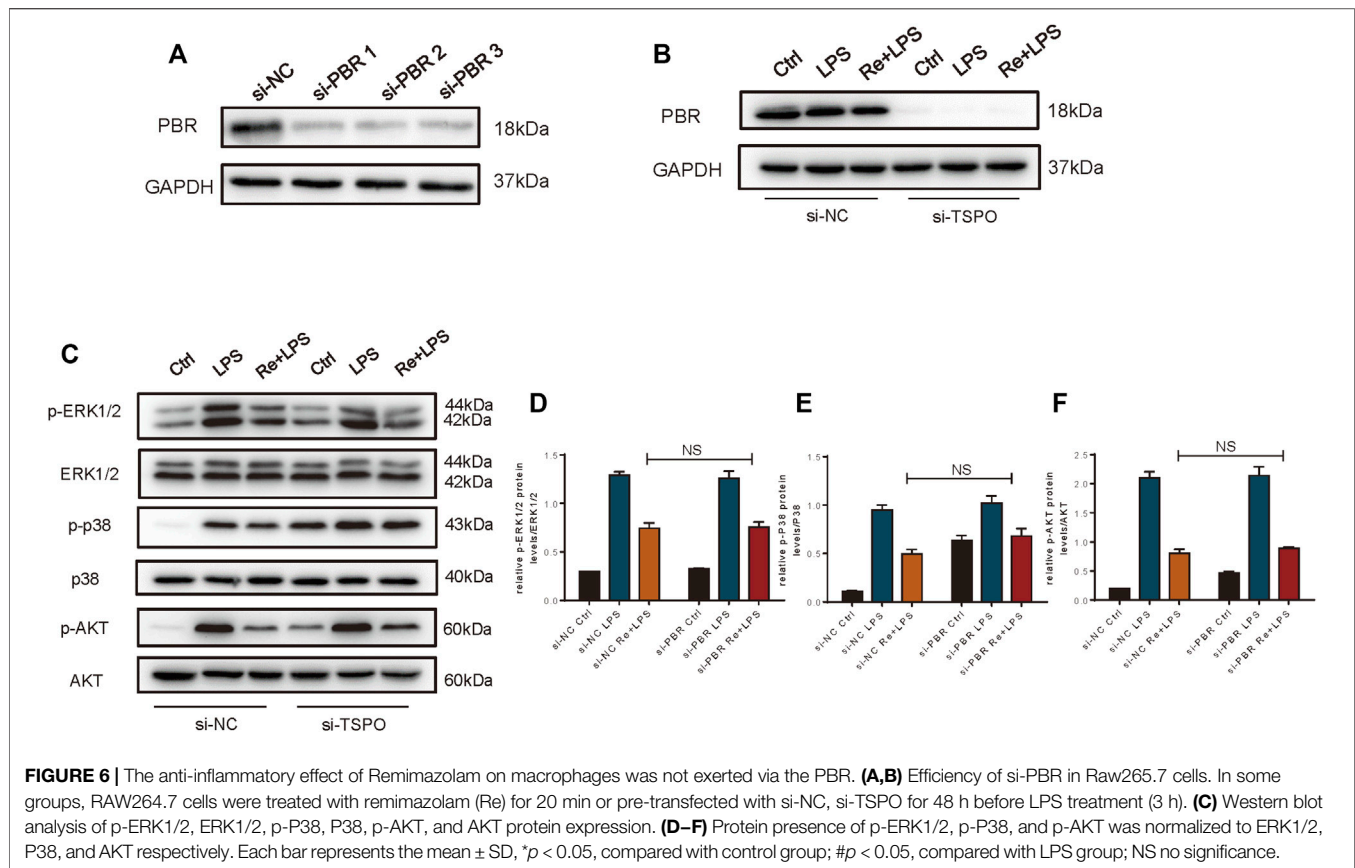 A
si-NC si-PBR 1 si-PBR 2 si-PBR 3
PBR 18kDa
GAPDH 37kDa
B
Ctrl LPS Re+LPS Ctrl LPS Re+LPS
PBR 18kDa
GAPDH 37kDa
si-NC si-TSPO
C
Ctrl LPS Re+LPS Ctrl LPS Re+LPS
p-ERK1/2 44kDa
42kDa
ERK1/2 44kDa
42kDa
p-p38 43kDa
p38 40kDa
p-AKT 60kDa
AKT 60kDa
si-NC si-TSPO
D
NS
relative p-ERK1/2 protein
levels/ERK1/2
1.5
1.0
0.5
0.0
si-NC Ctrl si-NC LPS si-NC Re+LPS si-PBR Ctrl si-PBR LPS si-PBR Re+LPS
E
NS
relative p-P38 protein
levels/P38
1.5
1.0
0.5
0.0
si-NC Ctrl si-NC LPS si-NC Re+LPS si-PBR Ctrl si-PBR LPS si-PBR Re+LPS
F
NS
relative p-AKT protein
levels/AKT
2.5
2.0
1.5
1.0
0.5
0.0
si-NC Ctrl si-NC LPS si-NC Re+LPS si-PBR Ctrl si-PBR LPS si-PBR Re+LPS
FIGURE 6 | The anti-inflammatory effect of Remimazolam on macrophages was not exerted via the PBR. (A,B) Efficiency of si-PBR in Raw265.7 cells. In some
groups, RAW264.7 cells were treated with remimazolam (Re) for 20 min or pre-transfected with si-NC, si-TSPO for 48 h before LPS treatment (3 h). (C) Western blot
analysis of p-ERK1/2, ERK1/2, p-P38, P38, p-AKT, and AKT protein expression. (D–F) Protein presence of p-ERK1/2, p-P38, and p-AKT was normalized to ERK1/2,
P38, and AKT respectively. Each bar represents the mean ± SD, *p < 0.05, compared with control group; #p < 0.05, compared with LPS group; NS no significance.